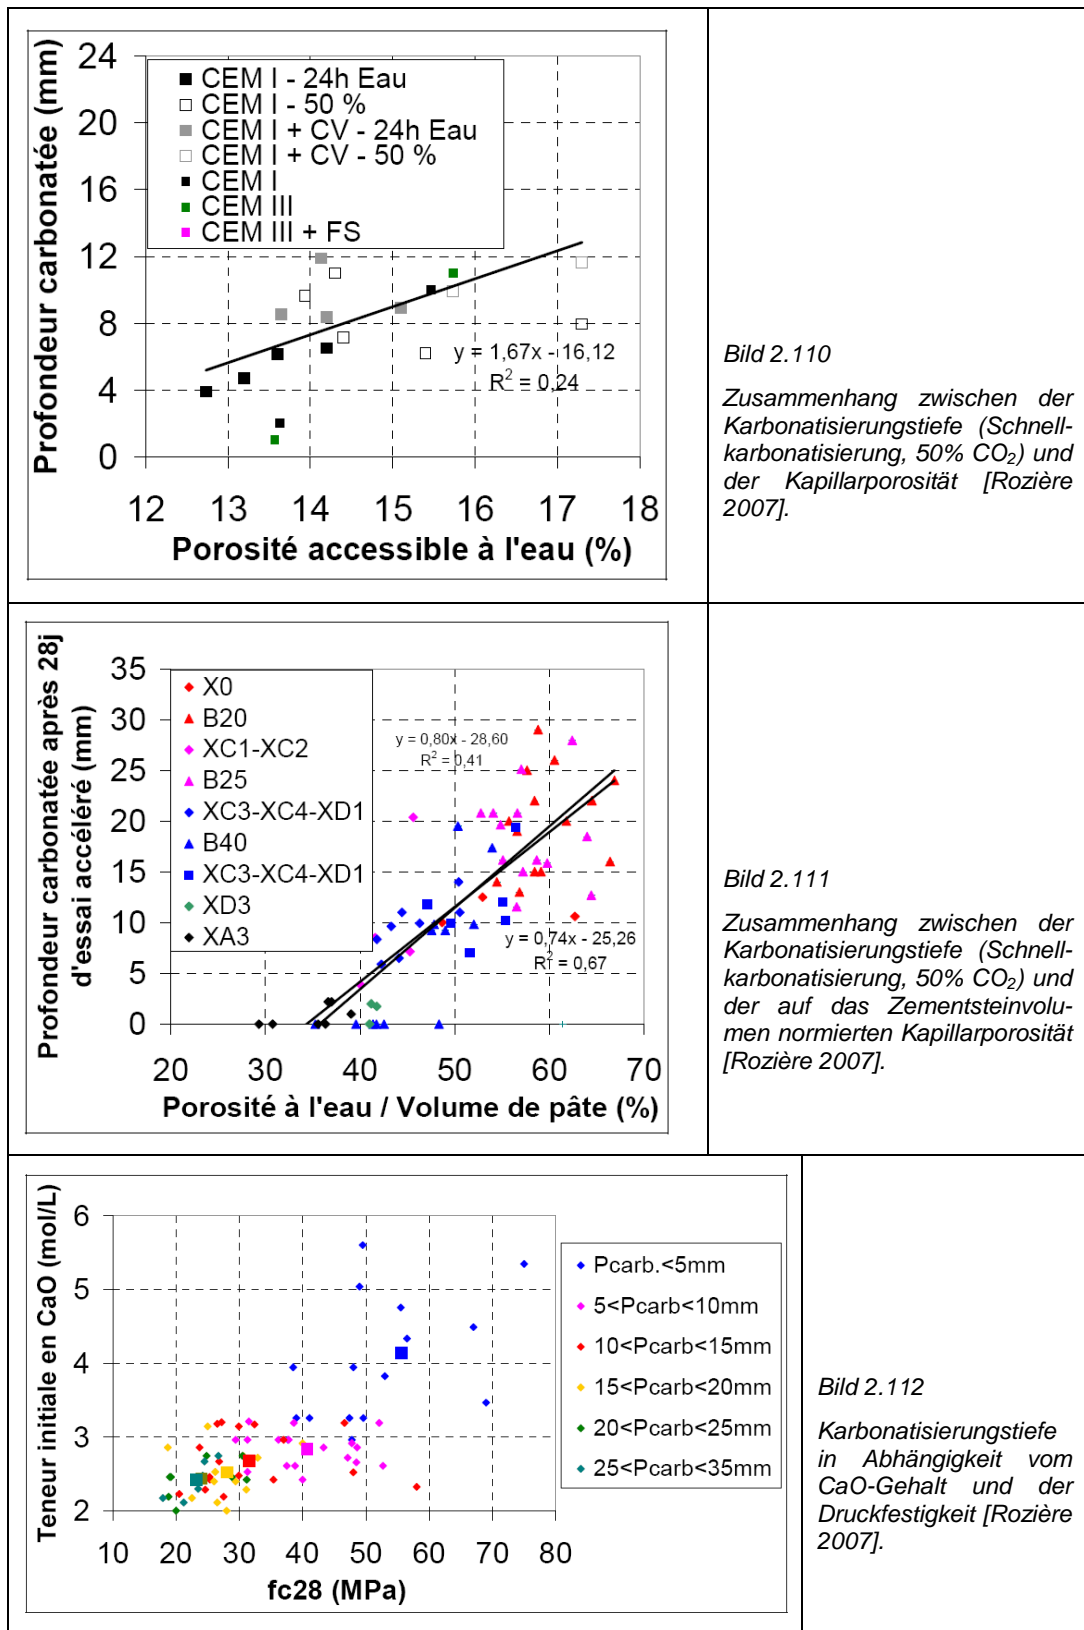 Profondeur carbonatée (mm)
24
20
16
12
8
4
0
CEM I - 24h Eau
CEM I - 50 %
CEM I + CV - 24h Eau
CEM I + CV - 50 %
CEM I
CEM III
CEM III + FS
y = 1,67x - 16,12
R² = 0,24
12 13 14 15 16 17 18
Porosité accessible à l'eau (%)
Bild 2.110
Zusammenhang zwischen der
Karbonatisierungstiefe (Schnell-
karbonatisierung, 50% CO₂) und
der Kapillarporosität [Rozière
2007].
Profondeur carbonatée après 28j
d'essai accéléré (mm)
35
30
25
20
15
10
5
0
X0
B20
XC1-XC2
B25
XC3-XC4-XD1
B40
XC3-XC4-XD1
XD3
XA3
y = 0,80x - 28,60
R² = 0,41
y = 0,74x - 25,26
R² = 0,67
20 30 40 50 60 70
Porosité à l'eau / Volume de pâte (%)
Bild 2.111
Zusammenhang zwischen der
Karbonatisierungstiefe (Schnell-
karbonatisierung, 50% CO₂) und
der auf das Zementsteinvolu-
men normierten Kapillarporosität
[Rozière 2007].
Teneur initiale en CaO (mol/L)
6
5
4
3
2
10 20 30 40 50 60 70 80
fc28 (MPa)
Pcarb.<5mm
5<Pcarb<10mm
10<Pcarb<15mm
15<Pcarb<20mm
20<Pcarb<25mm
25<Pcarb<35mm
Bild 2.112
Karbonatisierungstiefe
in Abhängigkeit vom
CaO-Gehalt und der
Druckfestigkeit [Rozière
2007].